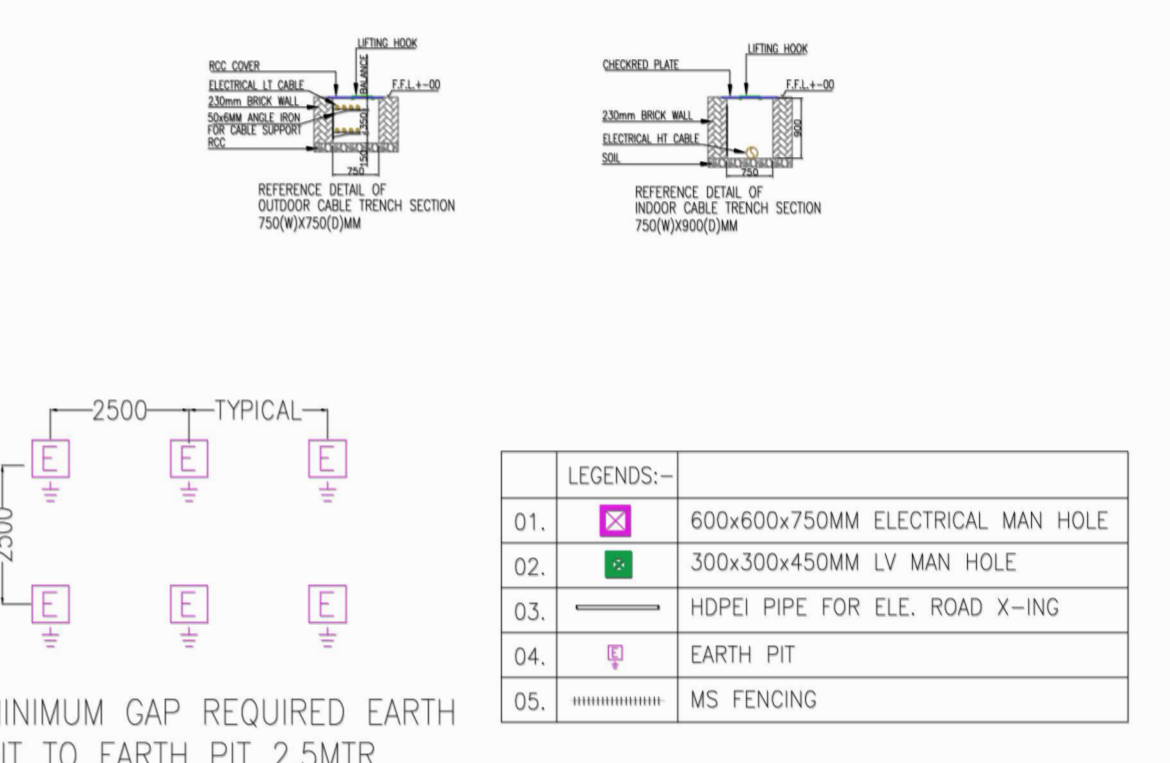 LIFTING HOOK
RCC COVER
BALANCE
ELECTRICAL LT CABLE
F.F.L.+-00
230mm BRICK WALL
50x6MM ANGLE IRON
FOR CABLE SUPPORT
350
RCC
150
750
REFERENCE DETAIL OF
OUTDOOR CABLE TRENCH SECTION
750(W)X750(D)MM
LIFTING HOOK
CHECKRED PLATE
F.F.L.+-00
230mm BRICK WALL
900
ELECTRICAL HT CABLE
SOIL
750
REFERENCE DETAIL OF
INDOOR CABLE TRENCH SECTION
750(W)X900(D)MM
2500 TYPICAL
E E E
2500
E E E
MINIMUM GAP REQUIRED EARTH
IT TO EARTH PIT 2.5MTR
LEGENDS:-
01. 600x600x750MM ELECTRICAL MAN HOLE
02. 300x300x450MM LV MAN HOLE
03. HDPEI PIPE FOR ELE. ROAD X-ING
04. E EARTH PIT
05. MS FENCING